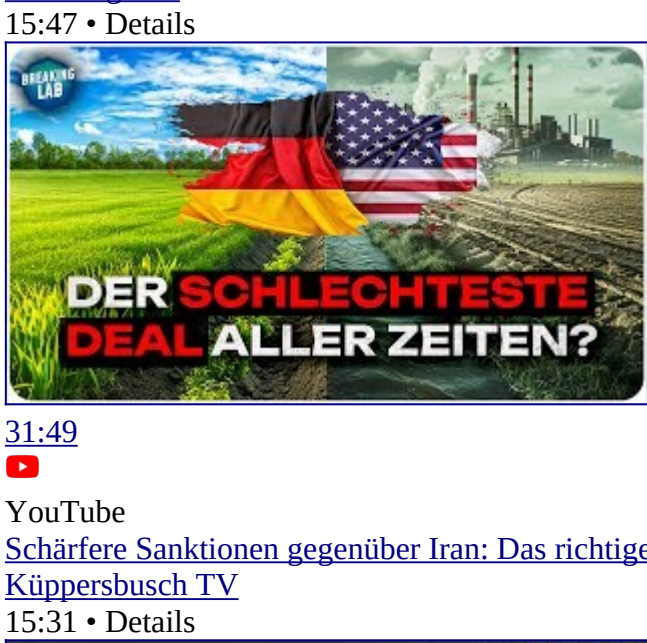 15:47 • Details
BREAKING
LAB
DER SCHLECHTESTE
DEAL ALLER ZEITEN?
31:49
YouTube
Schärfere Sanktionen gegenüber Iran: Das richtige
Küppersbusch TV
15:31 • Details